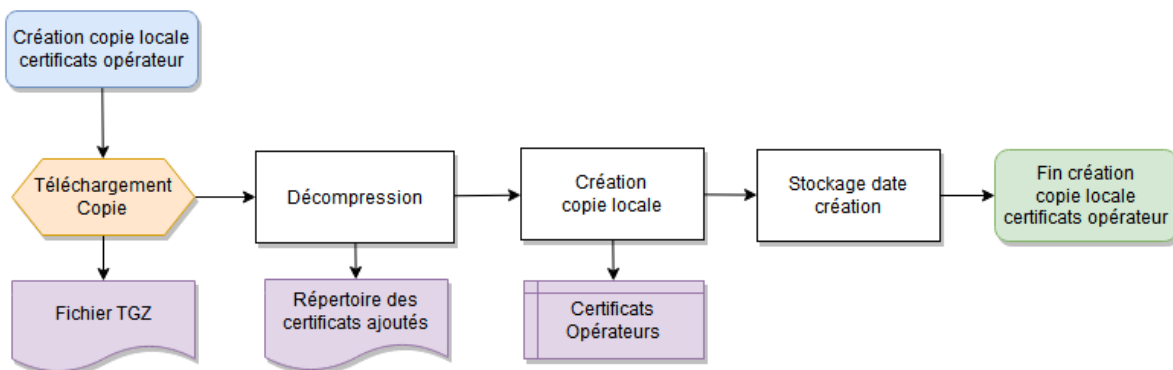 Création copie locale
certificats opérateur
Téléchargement
Copie
Décompression
Création
copie locale
Stockage date
création
Fin création
copie locale
certificats opérateur
Fichier TGZ
Répertoire des
certificats ajoutés
Certificats
Opérateurs